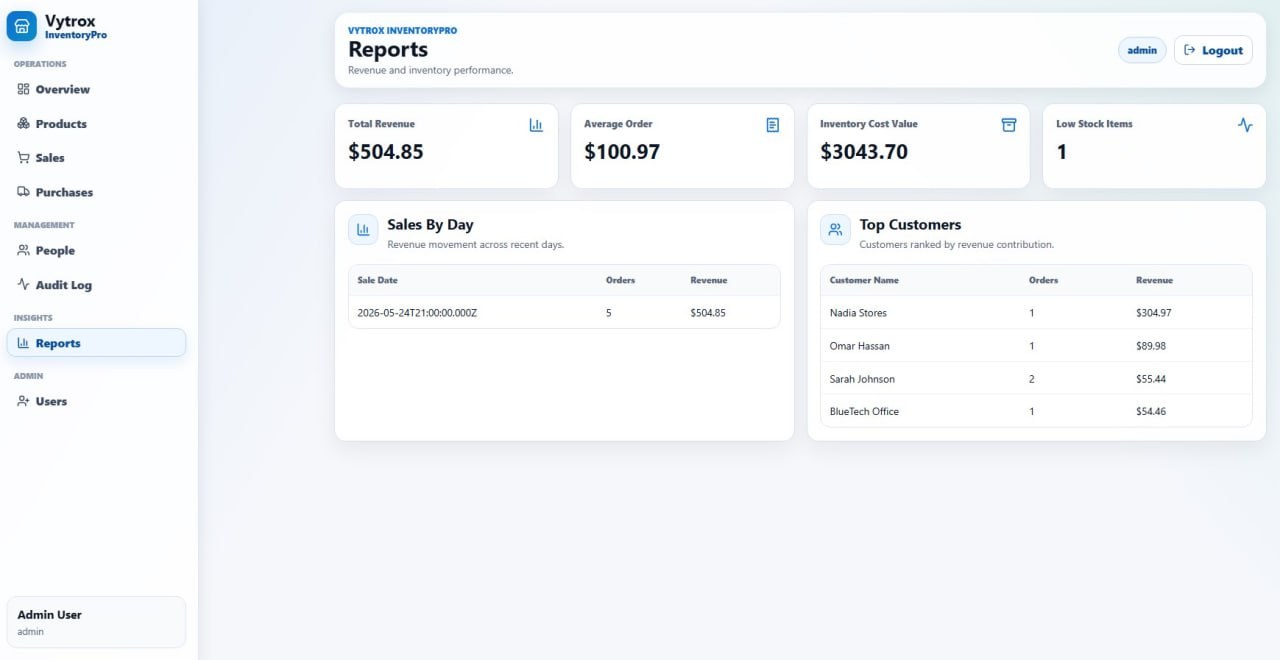 Vytrox
InventoryPro
OPERATIONS
Overview
Products
Sales
Purchases
MANAGEMENT
People
Audit Log
INSIGHTS
Reports
ADMIN
Users
Admin User
admin
VYTROX INVENTORYPRO
Reports
Revenue and inventory performance.
admin
Logout
Total Revenue
$504.85
Average Order
$100.97
Inventory Cost Value
$3043.70
Low Stock Items
1
Sales By Day
Revenue movement across recent days.
Sale Date Orders Revenue
2026-05-24T21:00:00.000Z 5 $504.85
Top Customers
Customers ranked by revenue contribution.
Customer Name Orders Revenue
Nadia Stores 1 $304.97
Omar Hassan 1 $89.98
Sarah Johnson 2 $55.44
BlueTech Office 1 $54.46